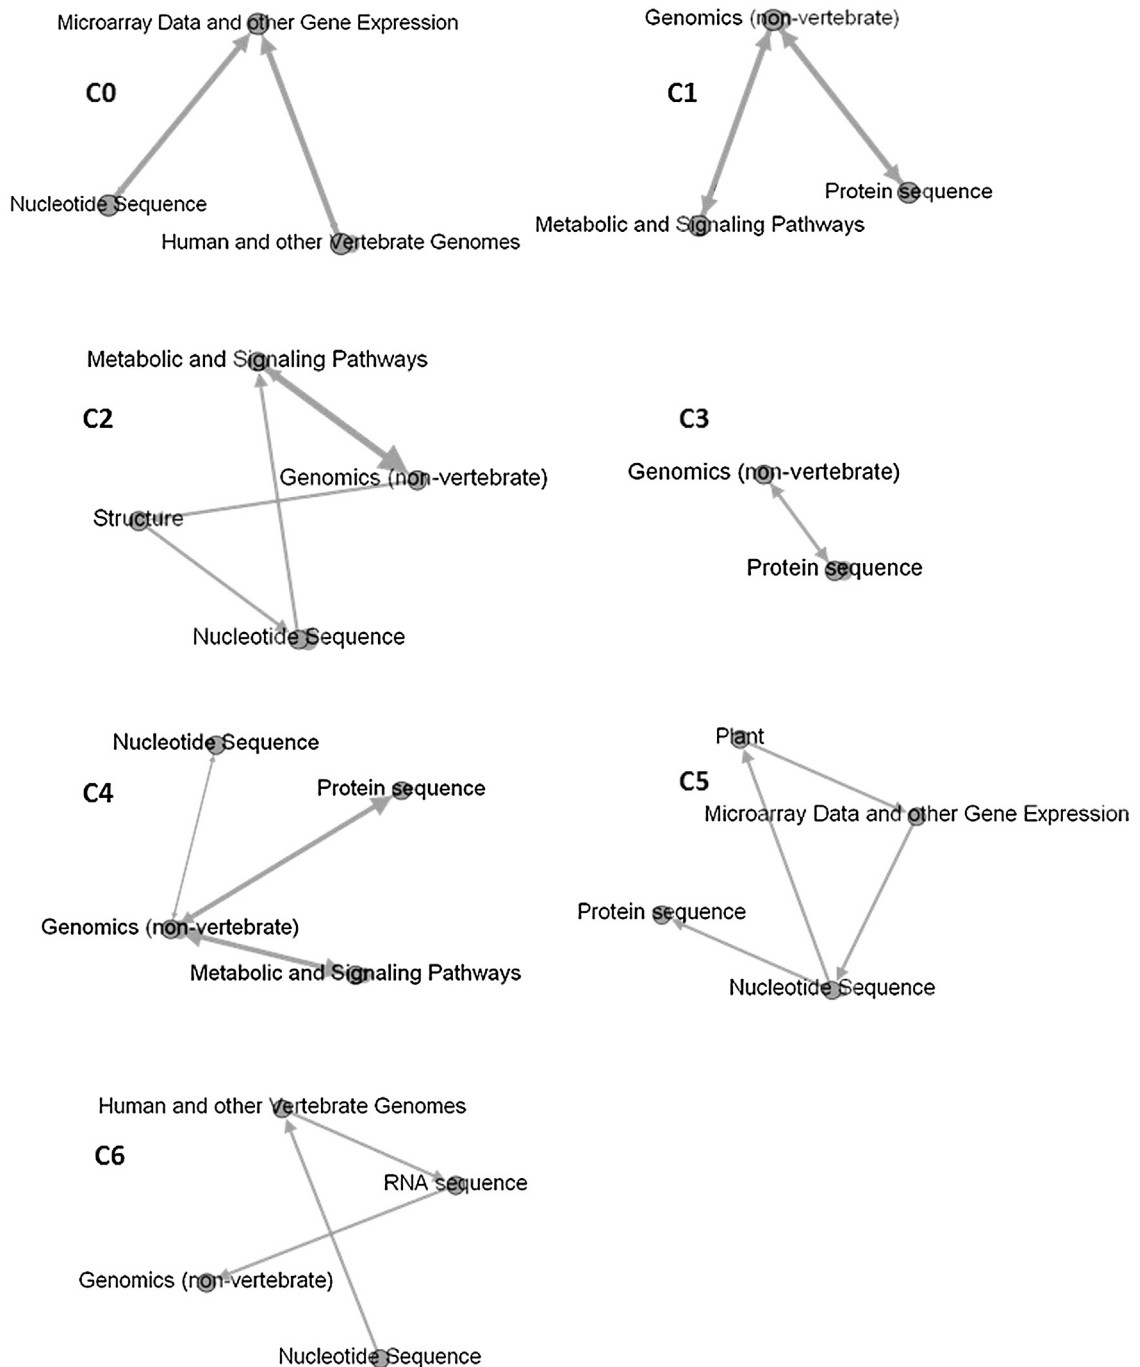 Microarray Data and other Gene Expression
C0
Nucleotide Sequence
Human and other Vertebrate Genomes
Genomics (non-vertebrate)
C1
Protein sequence
Metabolic and Signaling Pathways
Metabolic and Signaling Pathways
C2
Genomics (non-vertebrate)
Structure
Nucleotide Sequence
C3
Genomics (non-vertebrate)
Protein sequence
Nucleotide Sequence
C4
Protein sequence
Genomics (non-vertebrate)
Metabolic and Signaling Pathways
Plant
C5
Microarray Data and other Gene Expression
Protein sequence
Nucleotide Sequence
Human and other Vertebrate Genomes
C6
RNA sequence
Genomics (non-vertebrate)
Nucleotide Sequence